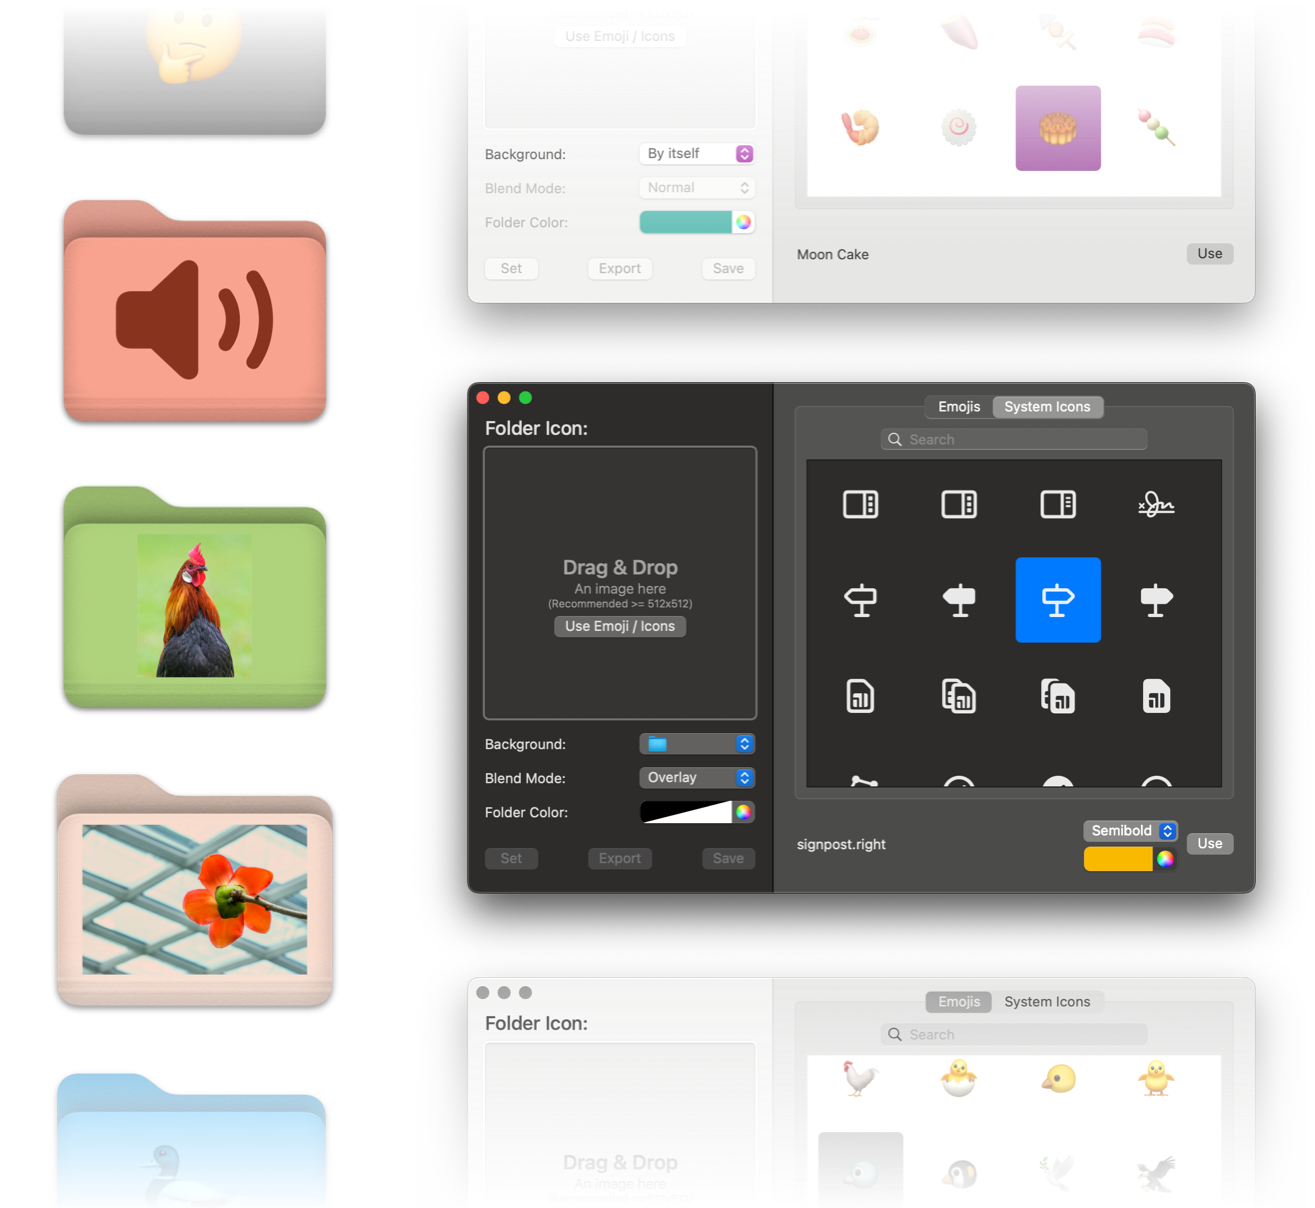 Use Emoji / Icons
Background:
By itself
Blend Mode:
Normal
Folder Color:
Set
Export
Save
Moon Cake
Use
Folder Icon:
Drag & Drop
An image here
(Recommended >= 512x512)
Use Emoji / Icons
Background:
Blend Mode:
Overlay
Folder Color:
Set
Export
Save
Emojis
System Icons
Search
signpost.right
Semibold
Use
Folder Icon:
Drag & Drop
An image here
Emojis
System Icons
Search